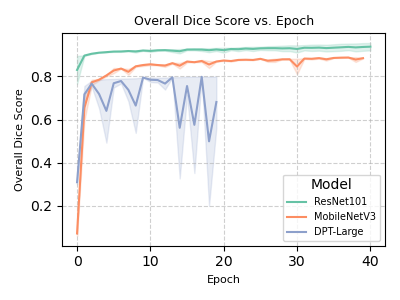 Overall Dice Score vs. Epoch
Overall Dice Score
0.8
0.6
0.4
0.2
0
10
20
30
40
Epoch
Model
ResNet101
MobileNetV3
DPT-Large